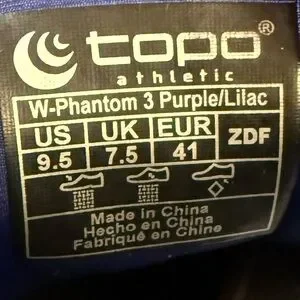 topo®
athletic
W-Phantom 3 Purple/Lilac
US UK EUR ZDF
9.5 7.5 41
Made in China
Hecho en China
Fabriqué en Chine